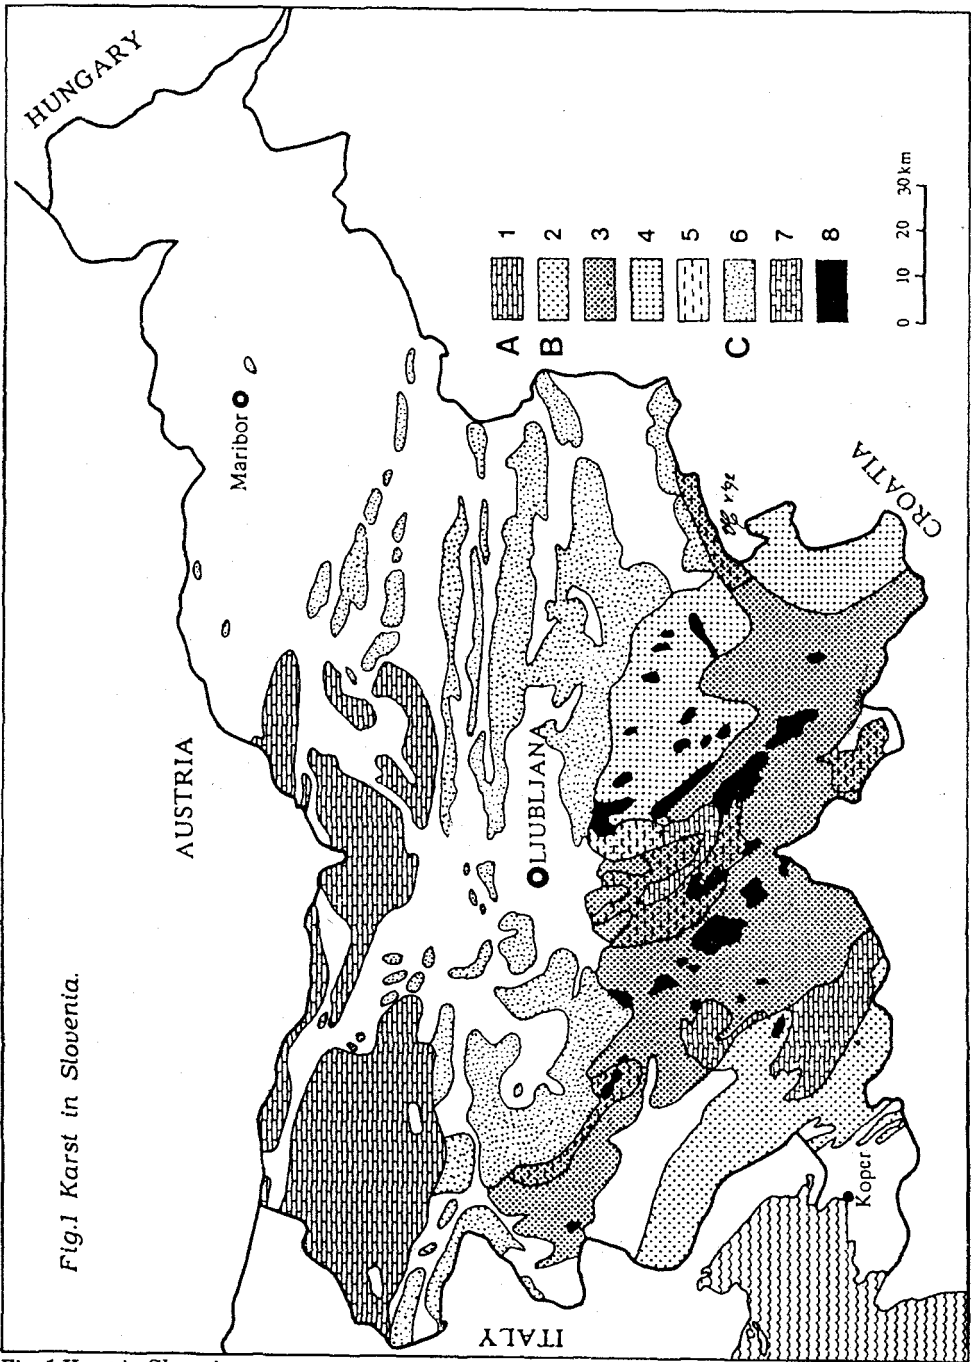 Fig.1 Karst in Slovenia.
HUNGARY
AUSTRIA
ITALY
CROATIA
Maribor
LJUBLJANA
Koper
A 1
B 2
3
4
5
C 6
7
8
0 10 20 30 km